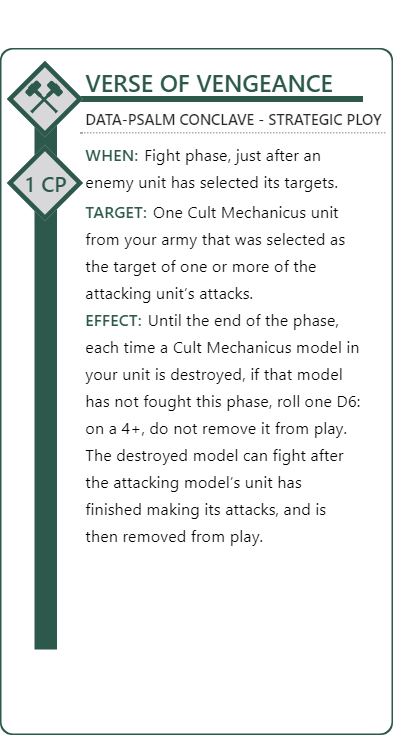 VERSE OF VENGEANCE
DATA-PSALM CONCLAVE - STRATEGIC PLOY
1 CP
WHEN: Fight phase, just after an
enemy unit has selected its targets.
TARGET: One Cult Mechanicus unit
from your army that was selected as
the target of one or more of the
attacking unit’s attacks.
EFFECT: Until the end of the phase,
each time a Cult Mechanicus model in
your unit is destroyed, if that model
has not fought this phase, roll one D6:
on a 4+, do not remove it from play.
The destroyed model can fight after
the attacking model’s unit has
finished making its attacks, and is
then removed from play.